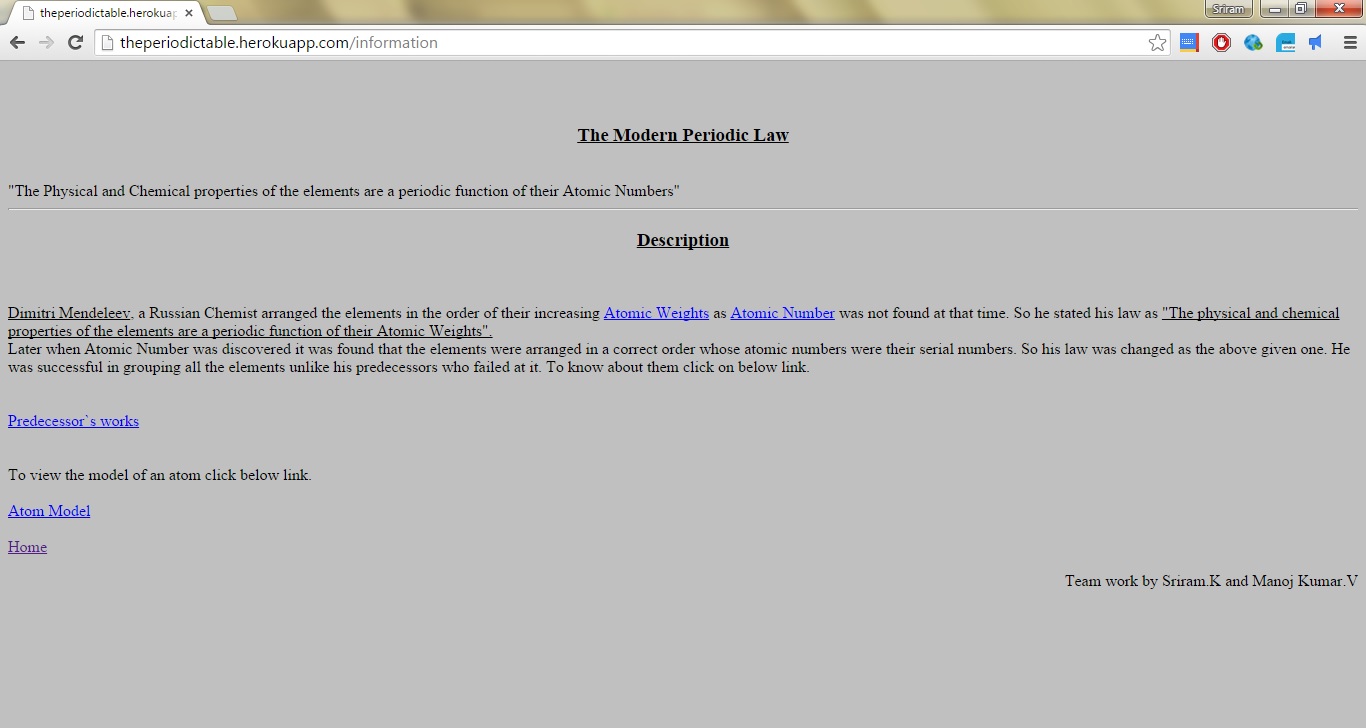 theperiodictable.herokuap
Sriram
theperiodictable.herokuapp.com/information
The Modern Periodic Law
"The Physical and Chemical properties of the elements are a periodic function of their Atomic Numbers"
Description
Dimitri Mendeleev, a Russian Chemist arranged the elements in the order of their increasing Atomic Weights as Atomic Number was not found at that time. So he stated his law as "The physical and chemical
properties of the elements are a periodic function of their Atomic Weights".
Later when Atomic Number was discovered it was found that the elements were arranged in a correct order whose atomic numbers were their serial numbers. So his law was changed as the above given one. He
was successful in grouping all the elements unlike his predecessors who failed at it. To know about them click on below link.
Predecessor`s works
To view the model of an atom click below link.
Atom Model
Home
Team work by Sriram.K and Manoj Kumar.V